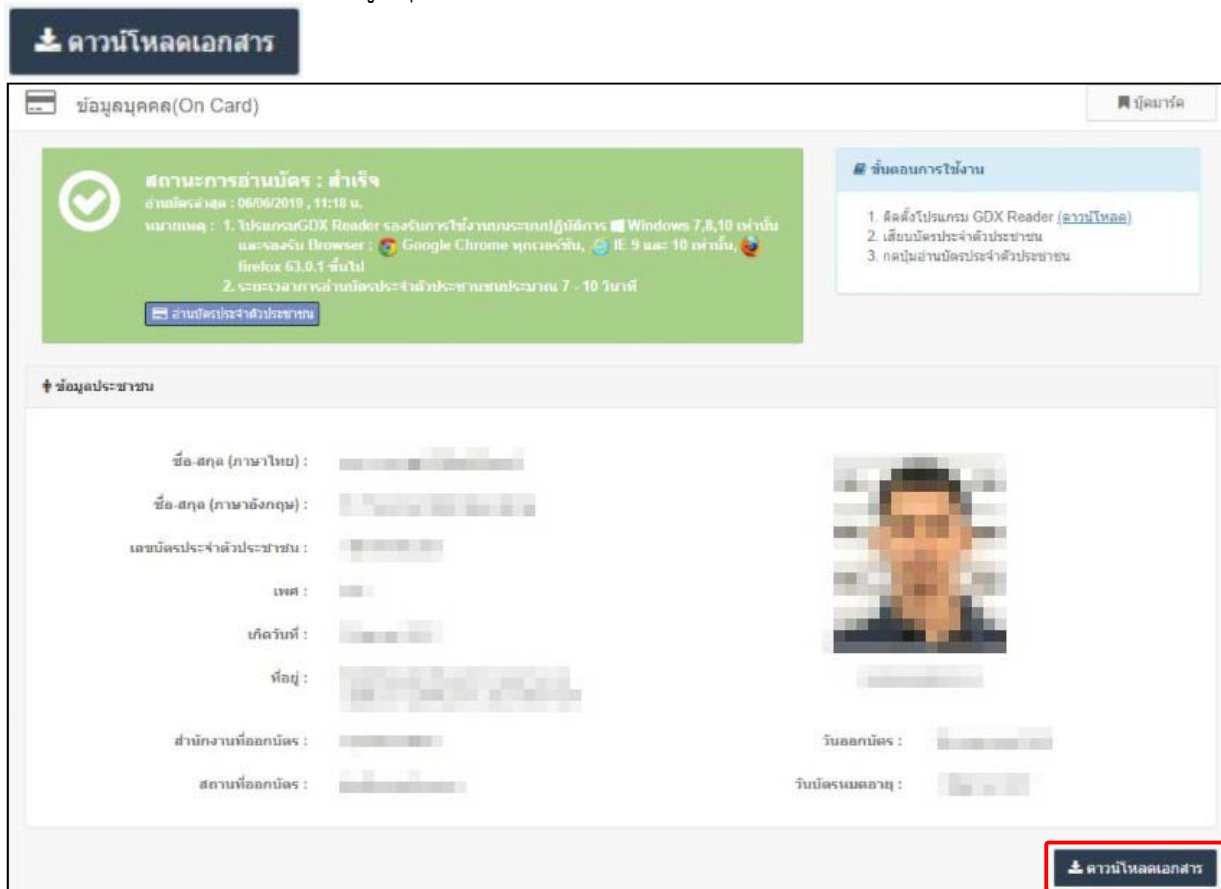 ดาวน์โหลดเอกสาร
ข้อมูลบุคคล(On Card)
บุ๊คมาร์ค
สถานะการอ่านบัตร : สำเร็จ
อ่านบัตรล่าสุด : 06/06/2019 , 11:18 น.
หมายเหตุ : 1. โปรแกรมGDX Reader รองรับการใช้งานบนระบบปฏิบัติการ Windows 7,8,10 เท่านั้น
และรองรับ Browser : Google Chrome ทุกเวอร์ชั่น, IE 9 และ 10 เท่านั้น,
firefox 63.0.1 ขึ้นไป
2. ระยะเวลาการอ่านบัตรประจำตัวประชาชนประมาณ 7 - 10 วินาที
อ่านบัตรประจำตัวประชาชน
ขั้นตอนการใช้งาน
1. ติดตั้งโปรแกรม GDX Reader (ดาวน์โหลด)
2. เสียบบัตรประจำตัวประชาชน
3. กดปุ่มอ่านบัตรประจำตัวประชาชน
ข้อมูลประชาชน
ชื่อ-สกุล (ภาษาไทย) :
ชื่อ-สกุล (ภาษาอังกฤษ) :
เลขบัตรประจำตัวประชาชน :
เพศ :
เกิดวันที่ :
ที่อยู่ :
สำนักงานที่ออกบัตร :
วันออกบัตร :
สถานที่ออกบัตร :
วันบัตรหมดอายุ :
ดาวน์โหลดเอกสาร